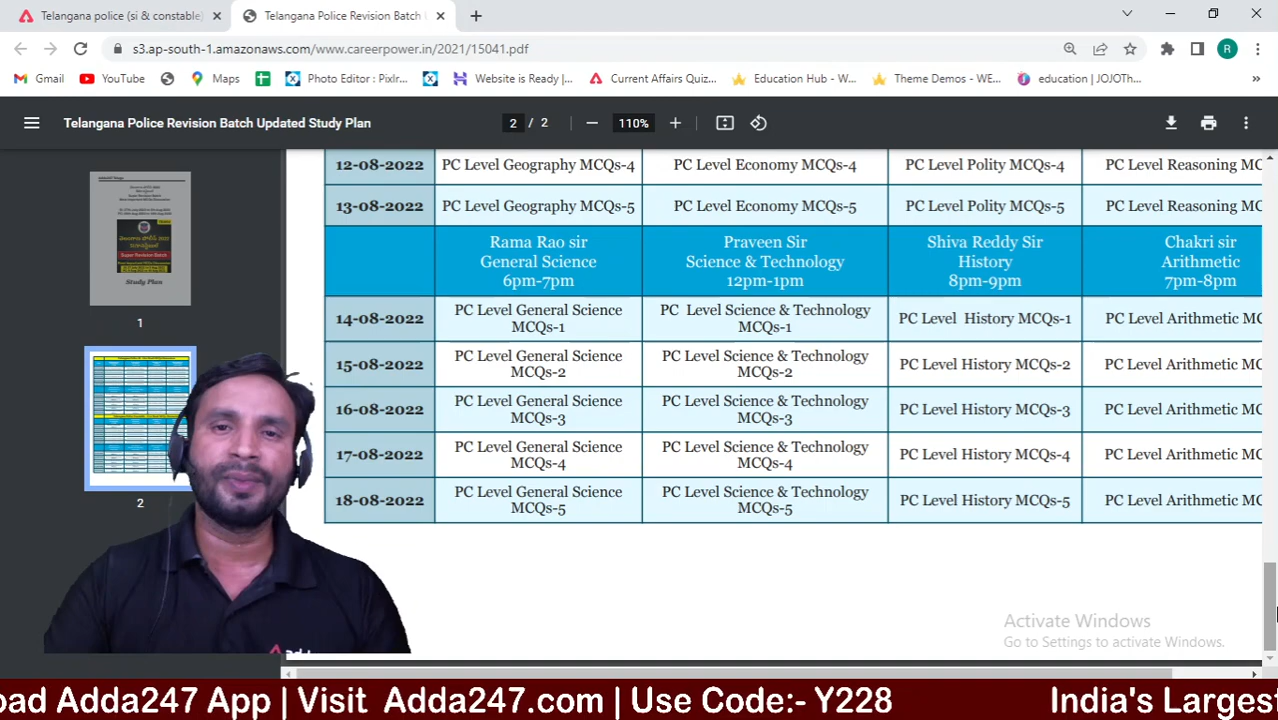 Telangana police (si & constable)
Telangana Police Revision Batch
s3.ap-south-1.amazonaws.com/www.careerpower.in/2021/15041.pdf
R
Gmail
YouTube
Maps
Photo Editor : Pixlr...
Website is Ready |...
Current Affairs Quiz...
Education Hub - W...
Theme Demos - WE...
education | JOJOTh...
Telangana Police Revision Batch Updated Study Plan
2 / 2
110%
12-08-2022 PC Level Geography MCQs-4 PC Level Economy MCQs-4 PC Level Polity MCQs-4 PC Level Reasoning MC
13-08-2022 PC Level Geography MCQs-5 PC Level Economy MCQs-5 PC Level Polity MCQs-5 PC Level Reasoning MC
Rama Rao sir
General Science
6pm-7pm
Praveen Sir
Science & Technology
12pm-1pm
Shiva Reddy Sir
History
8pm-9pm
Chakri sir
Arithmetic
7pm-8pm
14-08-2022 PC Level General Science MCQs-1 PC Level Science & Technology MCQs-1 PC Level History MCQs-1 PC Level Arithmetic MC
15-08-2022 PC Level General Science MCQs-2 PC Level Science & Technology MCQs-2 PC Level History MCQs-2 PC Level Arithmetic MC
16-08-2022 PC Level General Science MCQs-3 PC Level Science & Technology MCQs-3 PC Level History MCQs-3 PC Level Arithmetic MC
17-08-2022 PC Level General Science MCQs-4 PC Level Science & Technology MCQs-4 PC Level History MCQs-4 PC Level Arithmetic MC
18-08-2022 PC Level General Science MCQs-5 PC Level Science & Technology MCQs-5 PC Level History MCQs-5 PC Level Arithmetic MC
Super Revision Batch
Study Plan
1
2
Activate Windows
Go to Settings to activate Windows.
oad Adda247 App | Visit Adda247.com | Use Code:- Y228 India's Larges